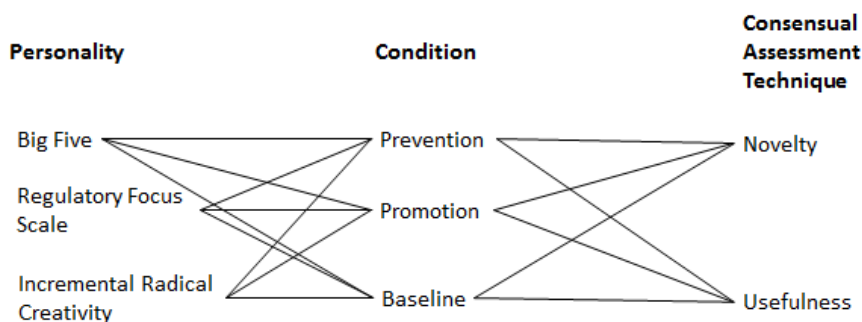 Personality
Condition
Consensual
Assessment
Technique
Big Five
Prevention
Novelty
Regulatory Focus
Scale
Promotion
Incremental Radical
Creativity
Baseline
Usefulness